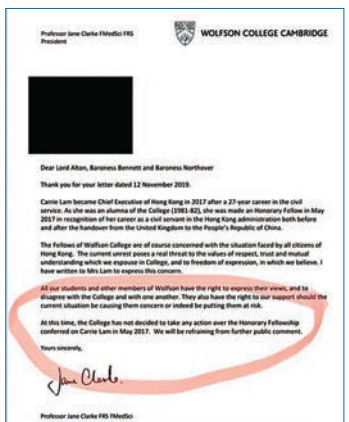 Professor Jane Clarke FMedSci FRS
President
WOLFSON COLLEGE CAMBRIDGE
Dear Lord Alton, Baroness Bennett and Baroness Northover
Thank you for your letter dated 12 November 2019.
Carrie Lam became Chief Executive of Hong Kong in 2017 after a 27-year career in the civil
service. As she was an alumna of the College (1981-82), she was made an Honorary Fellow in May
2017 in recognition of her career as a civil servant in the Hong Kong administration both before
and after the handover from the United Kingdom to the People's Republic of China.
The Fellows of Wolfson College are of course concerned with the situation faced by all citizens of
Hong Kong. The current unrest poses a real threat to the values of respect, trust and mutual
understanding which we espouse in College, and to freedom of expression, in which we believe. I
have written to Mrs Lam to express this concern.
All our students and other members of Wolfson have the right to express their views, and to
disagree with the College and with one another. They also have the right to our support should the
current situation be causing them concern or indeed be putting them at risk.
At this time, the College has not decided to take any action over the Honorary Fellowship
conferred on Carrie Lam in May 2017. We will be refraining from further public comment.
Yours sincerely,
Jane Clarke.
Professor Jane Clarke FRS FMedSci